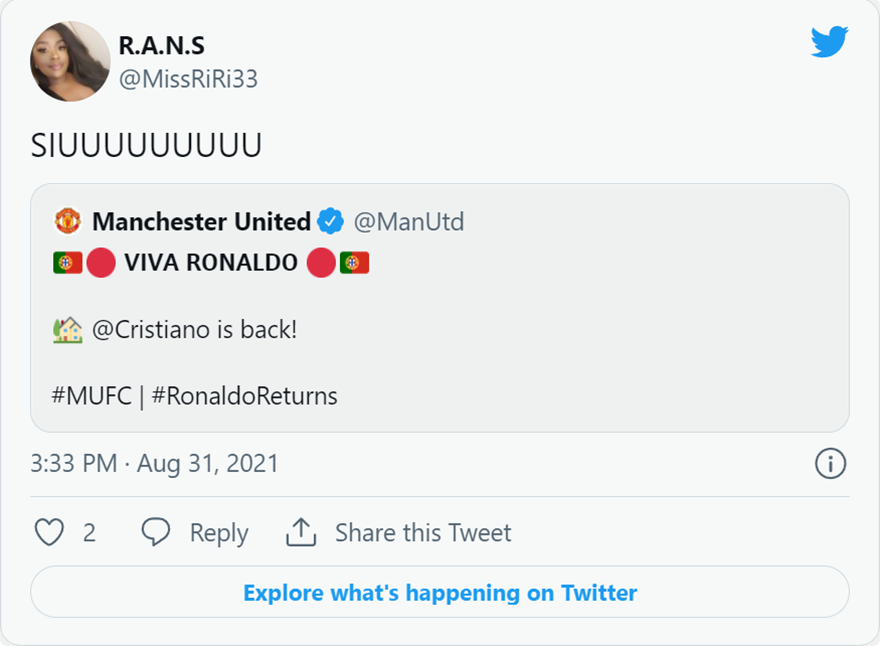 R.A.N.S
@MissRiRi33
SIUUUUUUUUU
Manchester United @ManUtd
🇵🇹🔴 VIVA RONALDO 🔴🇵🇹
🏡 @Cristiano is back!
#MUFC | #RonaldoReturns
3:33 PM · Aug 31, 2021
2 Reply Share this Tweet
Explore what's happening on Twitter